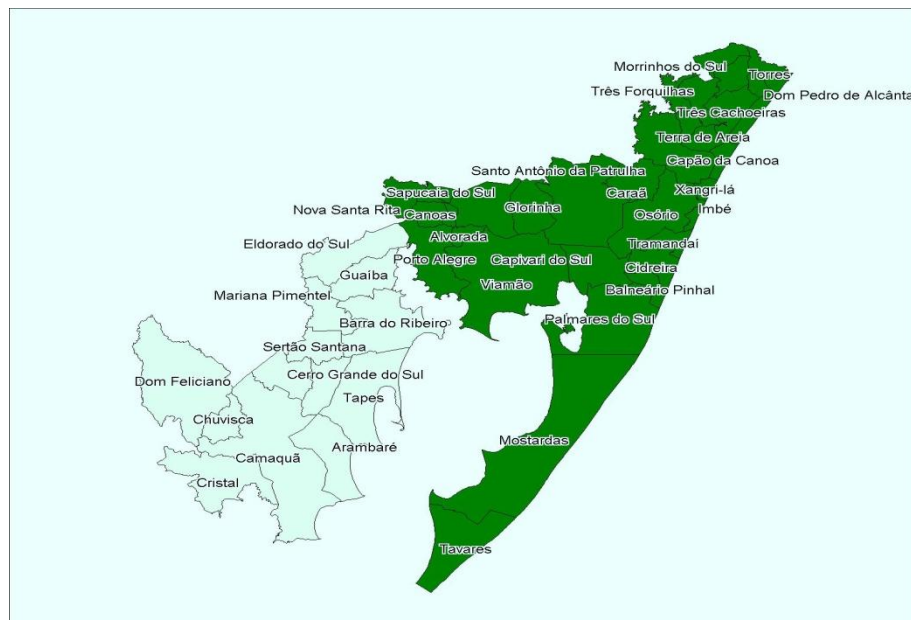 Morrinhos do Sul
Torres
Três Forquilhas
Dom Pedro de Alcânta
Três Cachoeiras
Terra de Areia
Capão da Canoa
Santo Antônio da Patrulha
Sapucaia do Sul
Caraã
Xangri-lá
Glorinha
Imbé
Nova Santa Rita
Canoas
Osório
Alvorada
Eldorado do Sul
Tramandaí
Porto Alegre
Capivari do Sul
Cidreira
Guaíba
Viamão
Balneário Pinhal
Mariana Pimentel
Palmares do Sul
Barra do Ribeiro
Sertão Santana
Cerro Grande do Sul
Dom Feliciano
Tapes
Chuvisca
Mostardas
Arambaré
Camaquã
Cristal
Tavares